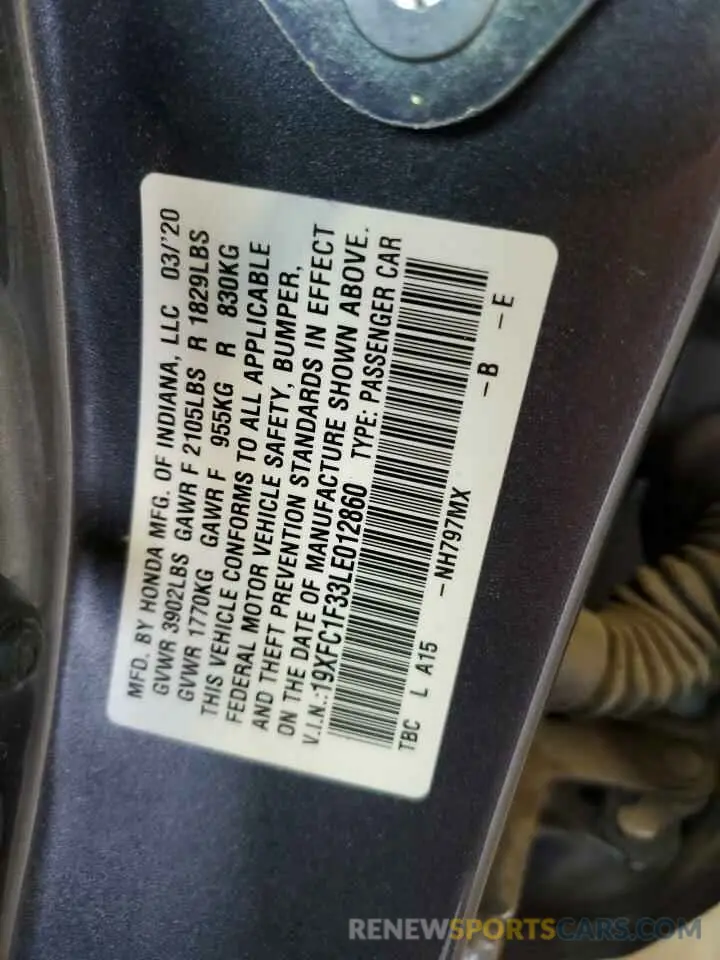 MFD. BY HONDA MFG. OF INDIANA, LLC 03/'20
GVWR 3902LBS GAWR F 2105LBS R 1829LBS
GVWR 1770KG GAWR F 955KG R 830KG
THIS VEHICLE CONFORMS TO ALL APPLICABLE
FEDERAL MOTOR VEHICLE SAFETY, BUMPER,
AND THEFT PREVENTION STANDARDS IN EFFECT
ON THE DATE OF MANUFACTURE SHOWN ABOVE.
V.I.N.:19XFC1F33LE012860 TYPE: PASSENGER CAR
TBC L A15 -NH797MX -B -E
RENEWSPORTSCARS.COM